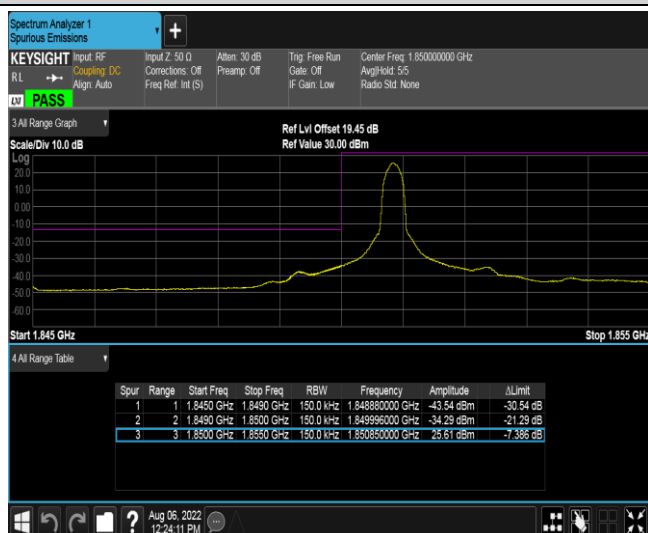 Spectrum Analyzer 1
Spurious Emissions
+
KEYSIGHT Input: RF Input Z: 50 Ω Atten: 30 dB Trig: Free Run Center Freq: 1.850000000 GHz
RL Coupling: DC Corrections: Off Preamp: Off Gate: Off Avg|Hold: 5/5
Align: Auto Freq Ref: Int (S) IF Gain: Low Radio Std: None
LXI PASS
3 All Range Graph
Ref Lvl Offset 19.45 dB
Scale/Div 10.0 dB Ref Value 30.00 dBm
Log
20.0
10.0
0.00
-10.0
-20.0
-30.0
-40.0
-50.0
-60.0
Start 1.845 GHz Stop 1.855 GHz
4 All Range Table
Spur Range Start Freq Stop Freq RBW Frequency Amplitude ΔLimit
1 1 1.8450 GHz 1.8490 GHz 150.0 kHz 1.848880000 GHz -43.54 dBm -30.54 dB
2 2 1.8490 GHz 1.8500 GHz 150.0 kHz 1.849996000 GHz -34.29 dBm -21.29 dB
3 3 1.8500 GHz 1.8550 GHz 150.0 kHz 1.850850000 GHz 25.61 dBm -7.386 dB
? Aug 06, 2022
12:24:11 PM